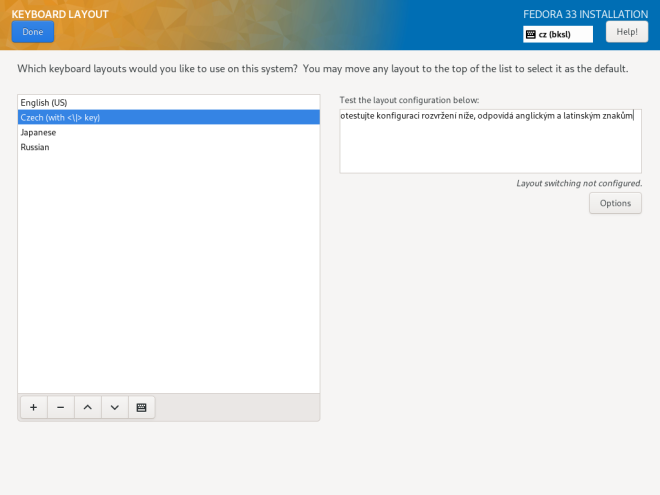 KEYBOARD LAYOUT
FEDORA 33 INSTALLATION
Done
cz (bksl)
Help!
Which keyboard layouts would you like to use on this system? You may move any layout to the top of the list to select it as the default.
English (US)
Czech (with <\|> key)
Japanese
Russian
Test the layout configuration below:
otestujte konfiguraci rozvržení níže, odpovídá anglickým a latinským znakům
Layout switching not configured.
Options